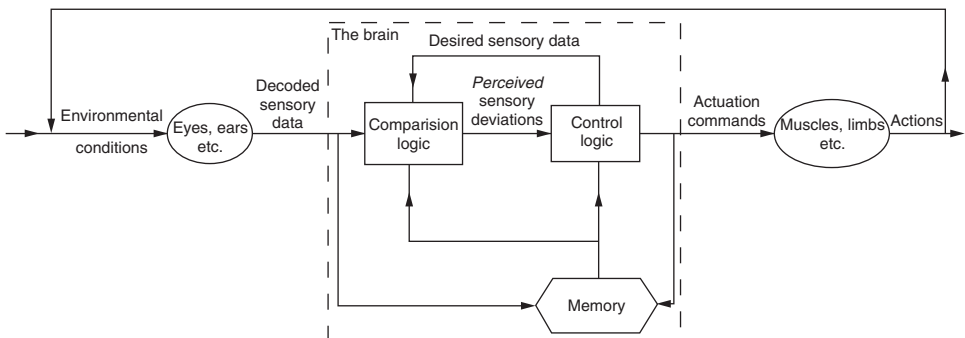 The brain
Desired sensory data
Environmental
conditions
Eyes, ears
etc.
Decoded
sensory
data
Comparision
logic
Perceived
sensory
deviations
Control
logic
Actuation
commands
Muscles, limbs
etc.
Actions
Memory